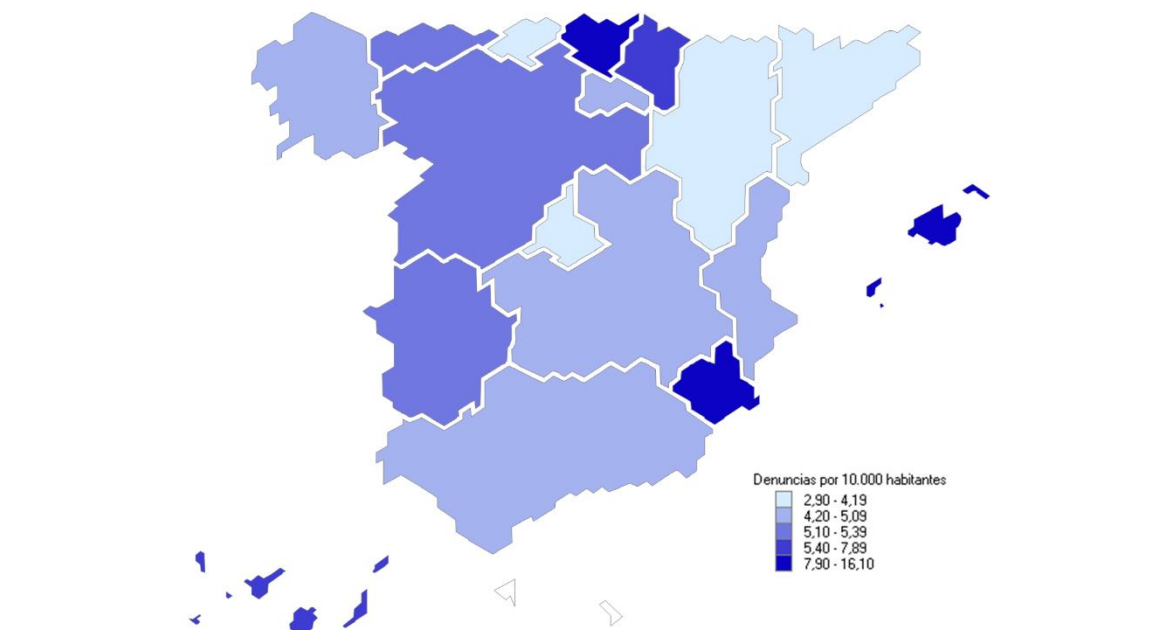 Denuncias por 10.000 habitantes
2,90 - 4,19
4,20 - 5,09
5,10 - 5,39
5,40 - 7,89
7,90 - 16,10